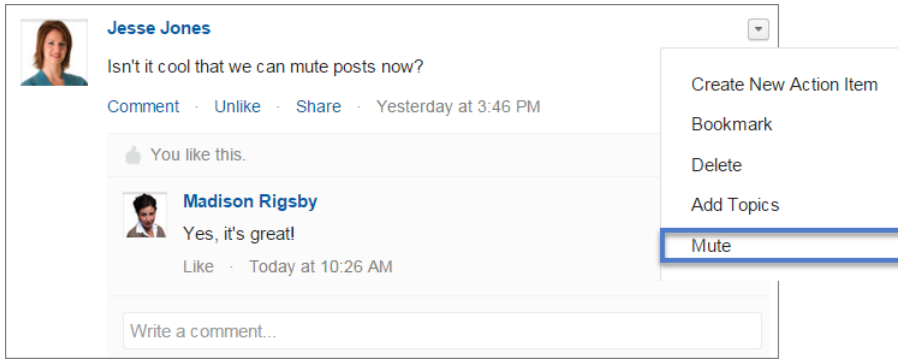 Jesse Jones
Isn't it cool that we can mute posts now?
Comment · Unlike · Share · Yesterday at 3:46 PM
You like this.
Madison Rigsby
Yes, it's great!
Like · Today at 10:26 AM
Write a comment...
Create New Action Item
Bookmark
Delete
Add Topics
Mute